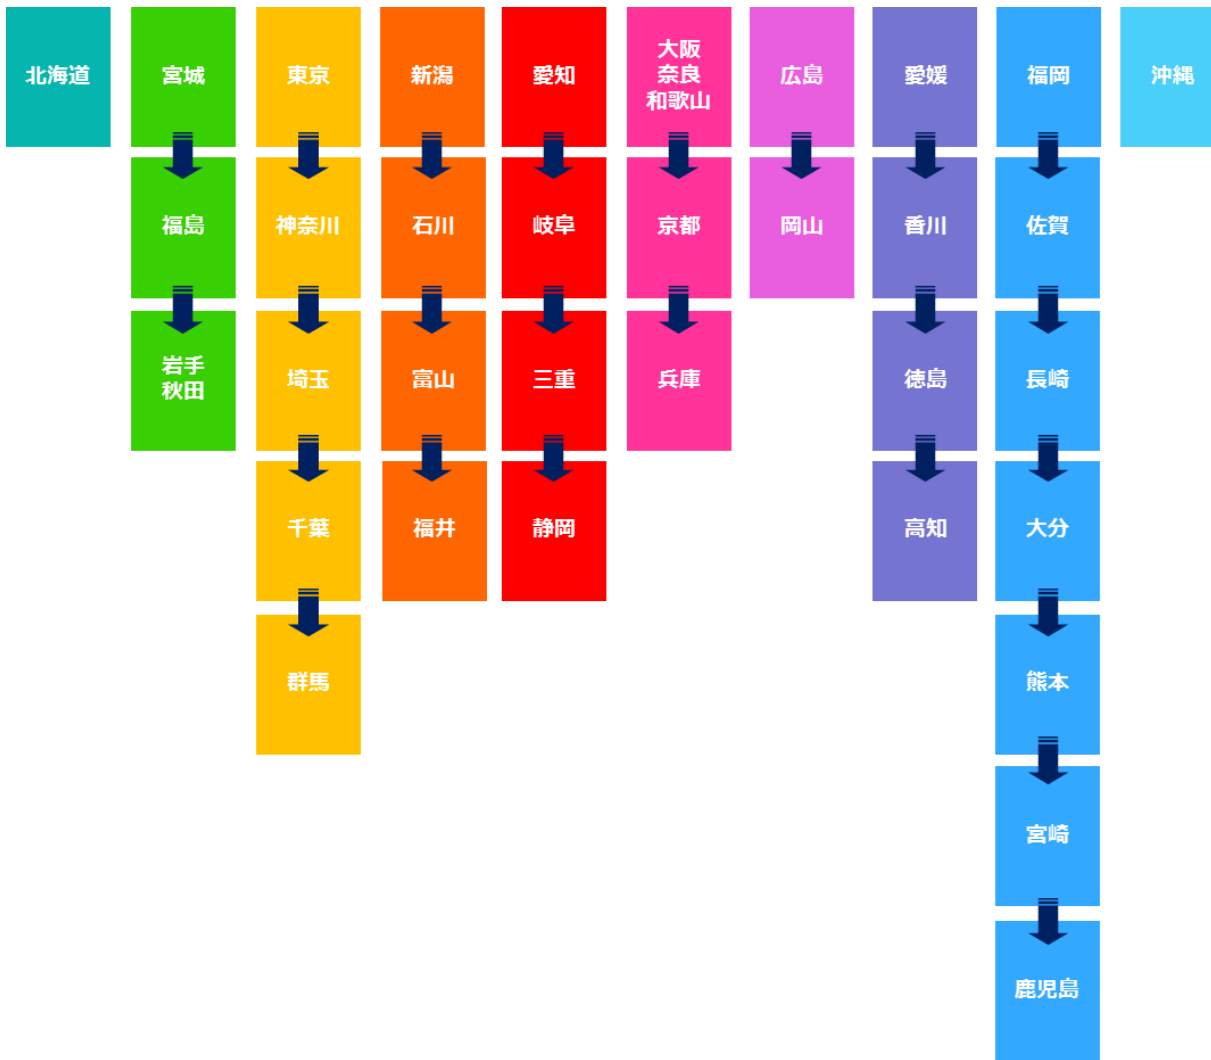 北海道
宮城
東京
新潟
愛知
大阪
奈良
和歌山
広島
愛媛
福岡
沖縄
福島
神奈川
石川
岐阜
京都
岡山
香川
佐賀
岩手
秋田
埼玉
富山
三重
兵庫
徳島
長崎
千葉
福井
静岡
高知
大分
群馬
熊本
宮崎
鹿児島